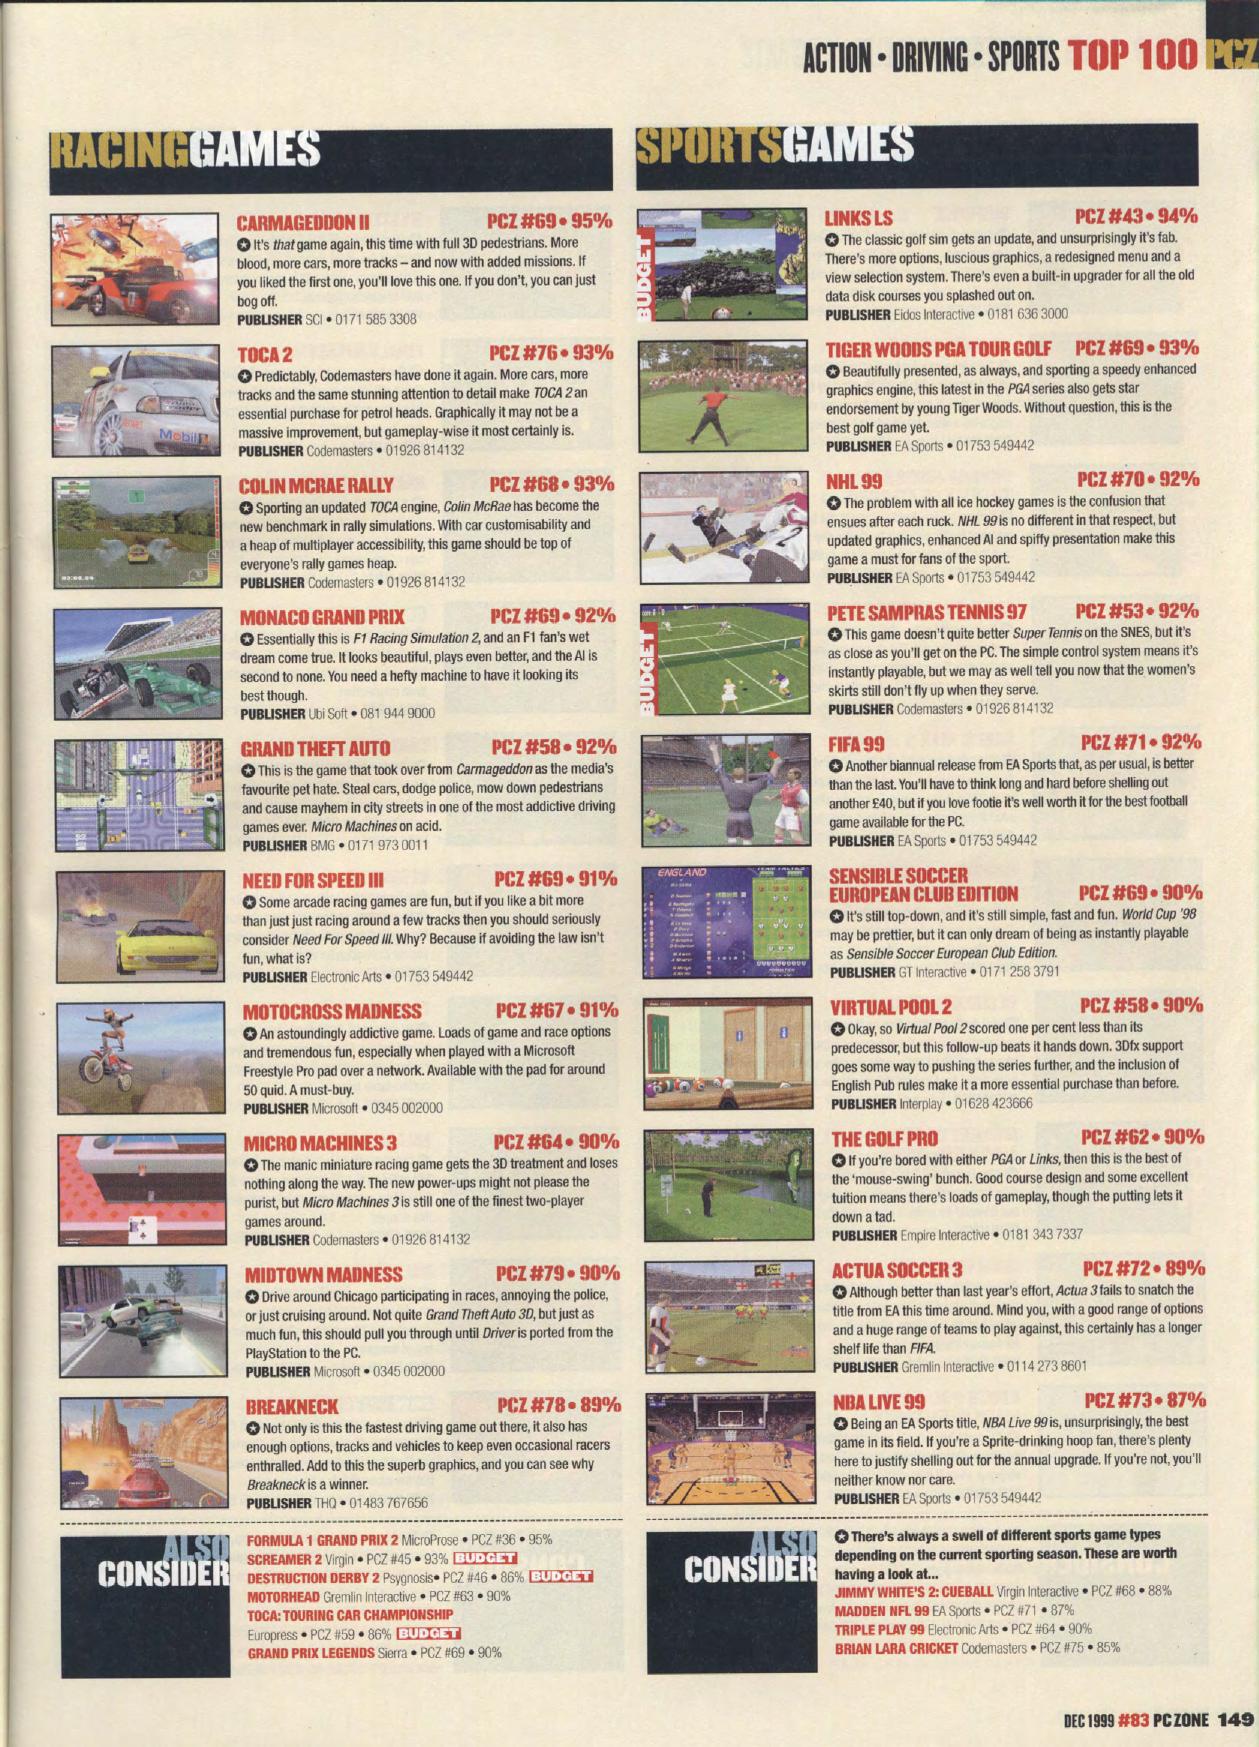 ACTION • DRIVING • SPORTS TOP 100 PCZ
RACINGGAMES
CARMAGEDDON II PCZ #69 • 95%
It's that game again, this time with full 3D pedestrians. More
blood, more cars, more tracks – and now with added missions. If
you liked the first one, you'll love this one. If you don't, you can just
bog off.
PUBLISHER SCI • 0171 585 3308
TOCA 2 PCZ #76 • 93%
Predictably, Codemasters have done it again. More cars, more
tracks and the same stunning attention to detail make TOCA 2 an
essential purchase for petrol heads. Graphically it may not be a
massive improvement, but gameplay-wise it most certainly is.
PUBLISHER Codemasters • 01926 814132
Mobil
COLIN MCRAE RALLY PCZ #68 • 93%
Sporting an updated TOCA engine, Colin McRae has become the
new benchmark in rally simulations. With car customisability and
a heap of multiplayer accessibility, this game should be top of
everyone's rally games heap.
PUBLISHER Codemasters • 01926 814132
MONACO GRAND PRIX PCZ #69 • 92%
Essentially this is F1 Racing Simulation 2, and an F1 fan's wet
dream come true. It looks beautiful, plays even better, and the AI is
second to none. You need a hefty machine to have it looking its
best though.
PUBLISHER Ubi Soft • 081 944 9000
GRAND THEFT AUTO PCZ #58 • 92%
This is the game that took over from Carmageddon as the media's
favourite pet hate. Steal cars, dodge police, mow down pedestrians
and cause mayhem in city streets in one of the most addictive driving
games ever. Micro Machines on acid.
PUBLISHER BMG • 0171 973 0011
NEED FOR SPEED III PCZ #69 • 91%
Some arcade racing games are fun, but if you like a bit more
than just just racing around a few tracks then you should seriously
consider Need For Speed III. Why? Because if avoiding the law isn't
fun, what is?
PUBLISHER Electronic Arts • 01753 549442
MOTOCROSS MADNESS PCZ #67 • 91%
An astoundingly addictive game. Loads of game and race options
and tremendous fun, especially when played with a Microsoft
Freestyle Pro pad over a network. Available with the pad for around
50 quid. A must-buy.
PUBLISHER Microsoft • 0345 002000
MICRO MACHINES 3 PCZ #64 • 90%
The manic miniature racing game gets the 3D treatment and loses
nothing along the way. The new power-ups might not please the
purist, but Micro Machines 3 is still one of the finest two-player
games around.
PUBLISHER Codemasters • 01926 814132
MIDTOWN MADNESS PCZ #79 • 90%
Drive around Chicago participating in races, annoying the police,
or just cruising around. Not quite Grand Theft Auto 3D, but just as
much fun, this should pull you through until Driver is ported from the
PlayStation to the PC.
PUBLISHER Microsoft • 0345 002000
BREAKNECK PCZ #78 • 89%
Not only is this the fastest driving game out there, it also has
enough options, tracks and vehicles to keep even occasional racers
enthralled. Add to this the superb graphics, and you can see why
Breakneck is a winner.
PUBLISHER THQ • 01483 767656
ALSO
CONSIDER
FORMULA 1 GRAND PRIX 2 MicroProse • PCZ #36 • 95%
SCREAMER 2 Virgin • PCZ #45 • 93% BUDGET
DESTRUCTION DERBY 2 Psygnosis • PCZ #46 • 86% BUDGET
MOTORHEAD Gremlin Interactive • PCZ #63 • 90%
TOCA: TOURING CAR CHAMPIONSHIP
Europress • PCZ #59 • 86% BUDGET
GRAND PRIX LEGENDS Sierra • PCZ #69 • 90%
SPORTSGAMES
BUDGET
LINKS LS PCZ #43 • 94%
The classic golf sim gets an update, and unsurprisingly it's fab.
There's more options, luscious graphics, a redesigned menu and a
view selection system. There's even a built-in upgrader for all the old
data disk courses you splashed out on.
PUBLISHER Eidos Interactive • 0181 636 3000
TIGER WOODS PGA TOUR GOLF PCZ #69 • 93%
Beautifully presented, as always, and sporting a speedy enhanced
graphics engine, this latest in the PGA series also gets star
endorsement by young Tiger Woods. Without question, this is the
best golf game yet.
PUBLISHER EA Sports • 01753 549442
NHL 99 PCZ #70 • 92%
The problem with all ice hockey games is the confusion that
ensues after each ruck. NHL 99 is no different in that respect, but
updated graphics, enhanced AI and spiffy presentation make this
game a must for fans of the sport.
PUBLISHER EA Sports • 01753 549442
BUDGET
PETE SAMPRAS TENNIS 97 PCZ #53 • 92%
This game doesn't quite better Super Tennis on the SNES, but it's
as close as you'll get on the PC. The simple control system means it's
instantly playable, but we may as well tell you now that the women's
skirts still don't fly up when they serve.
PUBLISHER Codemasters • 01926 814132
FIFA 99 PCZ #71 • 92%
Another biannual release from EA Sports that, as per usual, is better
than the last. You'll have to think long and hard before shelling out
another £40, but if you love footie it's well worth it for the best football
game available for the PC.
PUBLISHER EA Sports • 01753 549442
ENGLAND
SENSIBLE SOCCER
EUROPEAN CLUB EDITION PCZ #69 • 90%
It's still top-down, and it's still simple, fast and fun. World Cup '98
may be prettier, but it can only dream of being as instantly playable
as Sensible Soccer European Club Edition.
PUBLISHER GT Interactive • 0171 258 3791
VIRTUAL POOL 2 PCZ #58 • 90%
Okay, so Virtual Pool 2 scored one per cent less than its
predecessor, but this follow-up beats it hands down. 3Dfx support
goes some way to pushing the series further, and the inclusion of
English Pub rules make it a more essential purchase than before.
PUBLISHER Interplay • 01628 423666
THE GOLF PRO PCZ #62 • 90%
If you're bored with either PGA or Links, then this is the best of
the 'mouse-swing' bunch. Good course design and some excellent
tuition means there's loads of gameplay, though the putting lets it
down a tad.
PUBLISHER Empire Interactive • 0181 343 7337
ACTUA SOCCER 3 PCZ #72 • 89%
Although better than last year's effort, Actua 3 fails to snatch the
title from EA this time around. Mind you, with a good range of options
and a huge range of teams to play against, this certainly has a longer
shelf life than FIFA.
PUBLISHER Gremlin Interactive • 0114 273 8601
NBA LIVE 99 PCZ #73 • 87%
Being an EA Sports title, NBA Live 99 is, unsurprisingly, the best
game in its field. If you're a Sprite-drinking hoop fan, there's plenty
here to justify shelling out for the annual upgrade. If you're not, you'll
neither know nor care.
PUBLISHER EA Sports • 01753 549442
ALSO
CONSIDER
There's always a swell of different sports game types
depending on the current sporting season. These are worth
having a look at...
JIMMY WHITE'S 2: CUEBALL Virgin Interactive • PCZ #68 • 88%
MADDEN NFL 99 EA Sports • PCZ #71 • 87%
TRIPLE PLAY 99 Electronic Arts • PCZ #64 • 90%
BRIAN LARA CRICKET Codemasters • PCZ #75 • 85%
DEC 1999 #83 PC ZONE 149